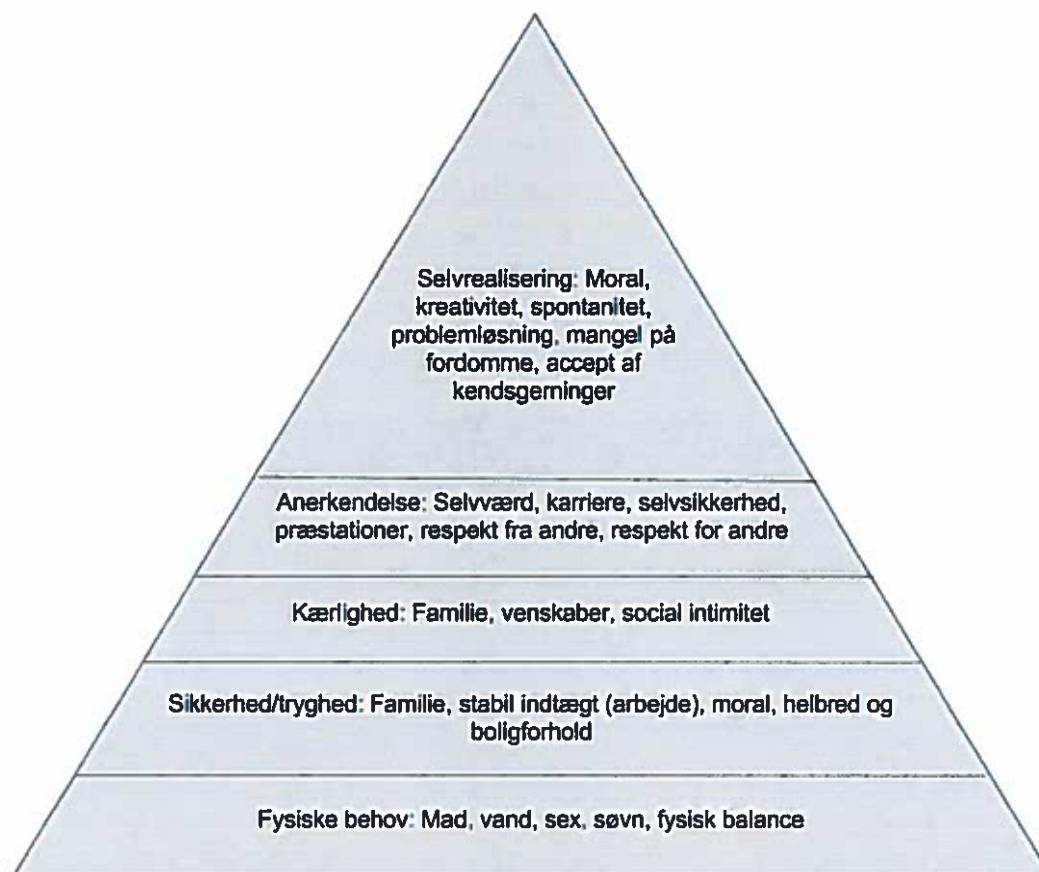 Selvrealisering: Moral,
kreativitet, spontanitet,
problemløsning, mangel på
fordomme, accept af
kendsgerninger
Anerkendelse: Selvværd, karriere, selvsikkerhed,
præstationer, respekt fra andre, respekt for andre
Kærlighed: Familie, venskaber, social intimitet
Sikkerhed/tryghed: Familie, stabil indtægt (arbejde), moral, helbred og
boligforhold
Fysiske behov: Mad, vand, sex, søvn, fysisk balance